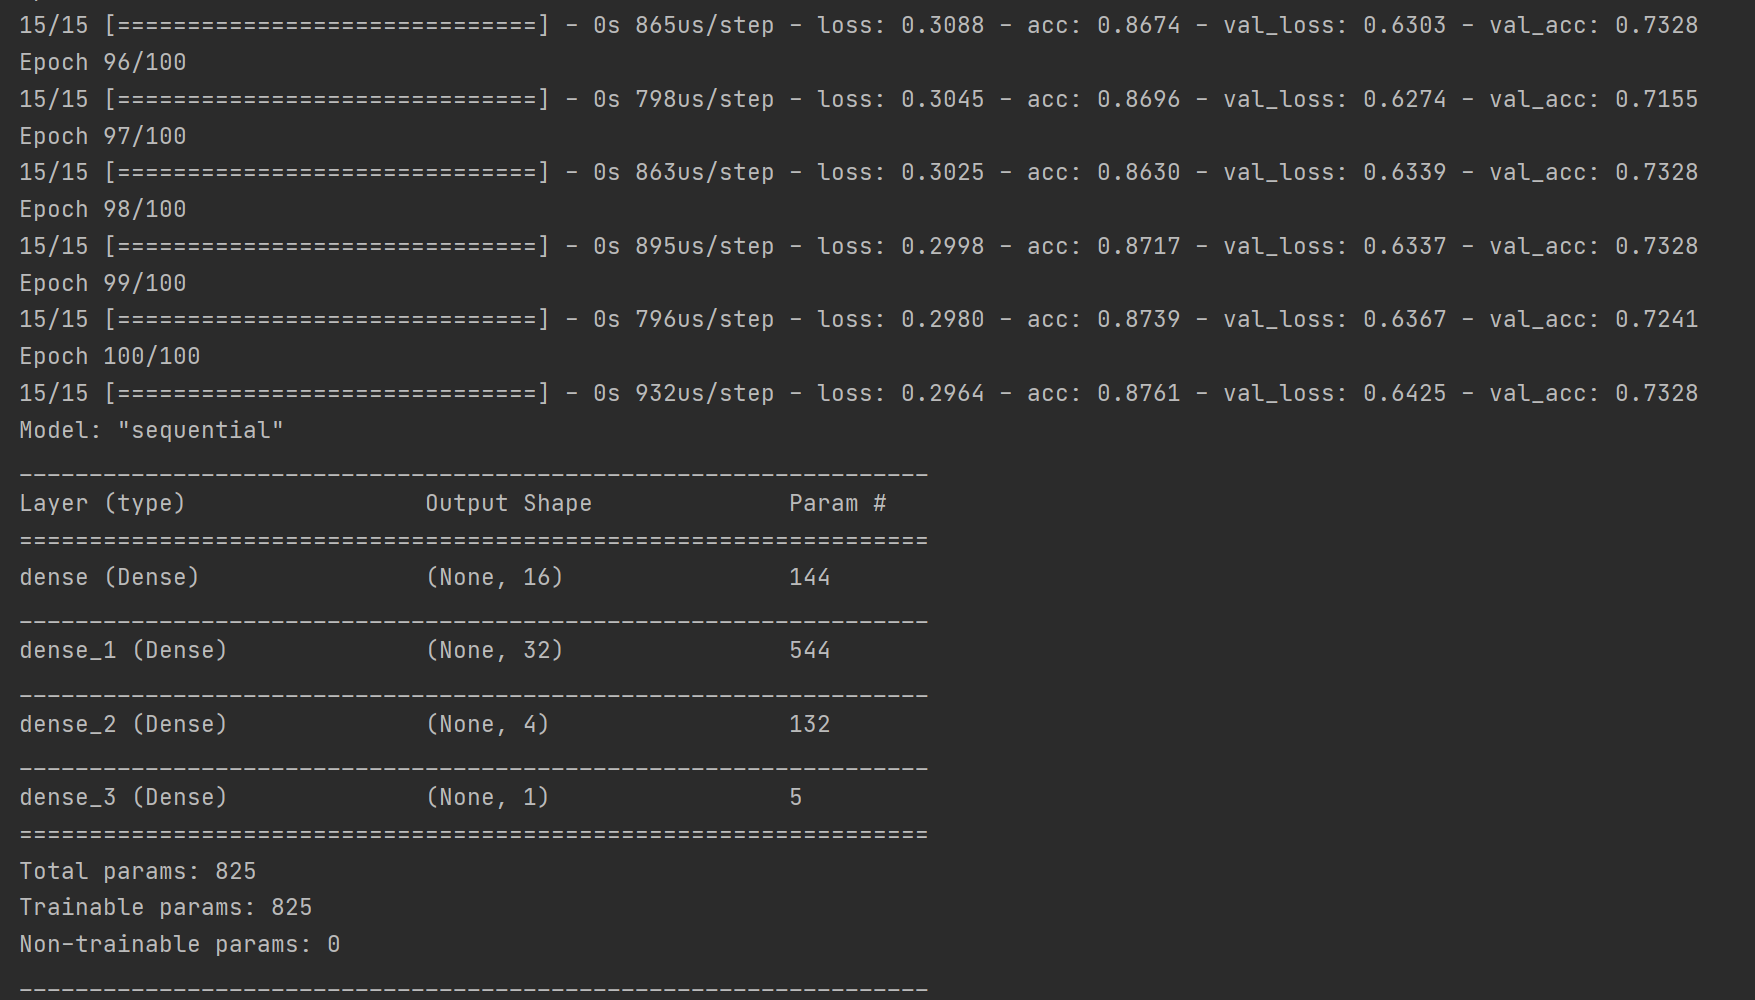 15/15 [==============================] - 0s 865us/step - loss: 0.3088 - acc: 0.8674 - val_loss: 0.6303 - val_acc: 0.7328
Epoch 96/100
15/15 [==============================] - 0s 798us/step - loss: 0.3045 - acc: 0.8696 - val_loss: 0.6274 - val_acc: 0.7155
Epoch 97/100
15/15 [==============================] - 0s 863us/step - loss: 0.3025 - acc: 0.8630 - val_loss: 0.6339 - val_acc: 0.7328
Epoch 98/100
15/15 [==============================] - 0s 895us/step - loss: 0.2998 - acc: 0.8717 - val_loss: 0.6337 - val_acc: 0.7328
Epoch 99/100
15/15 [==============================] - 0s 796us/step - loss: 0.2980 - acc: 0.8739 - val_loss: 0.6367 - val_acc: 0.7241
Epoch 100/100
15/15 [==============================] - 0s 932us/step - loss: 0.2964 - acc: 0.8761 - val_loss: 0.6425 - val_acc: 0.7328
Model: "sequential"
_________________________________________________________________
Layer (type)                 Output Shape              Param #
=================================================================
dense (Dense)                (None, 16)                144
_________________________________________________________________
dense_1 (Dense)              (None, 32)                544
_________________________________________________________________
dense_2 (Dense)              (None, 4)                 132
_________________________________________________________________
dense_3 (Dense)              (None, 1)                 5
=================================================================
Total params: 825
Trainable params: 825
Non-trainable params: 0
_________________________________________________________________